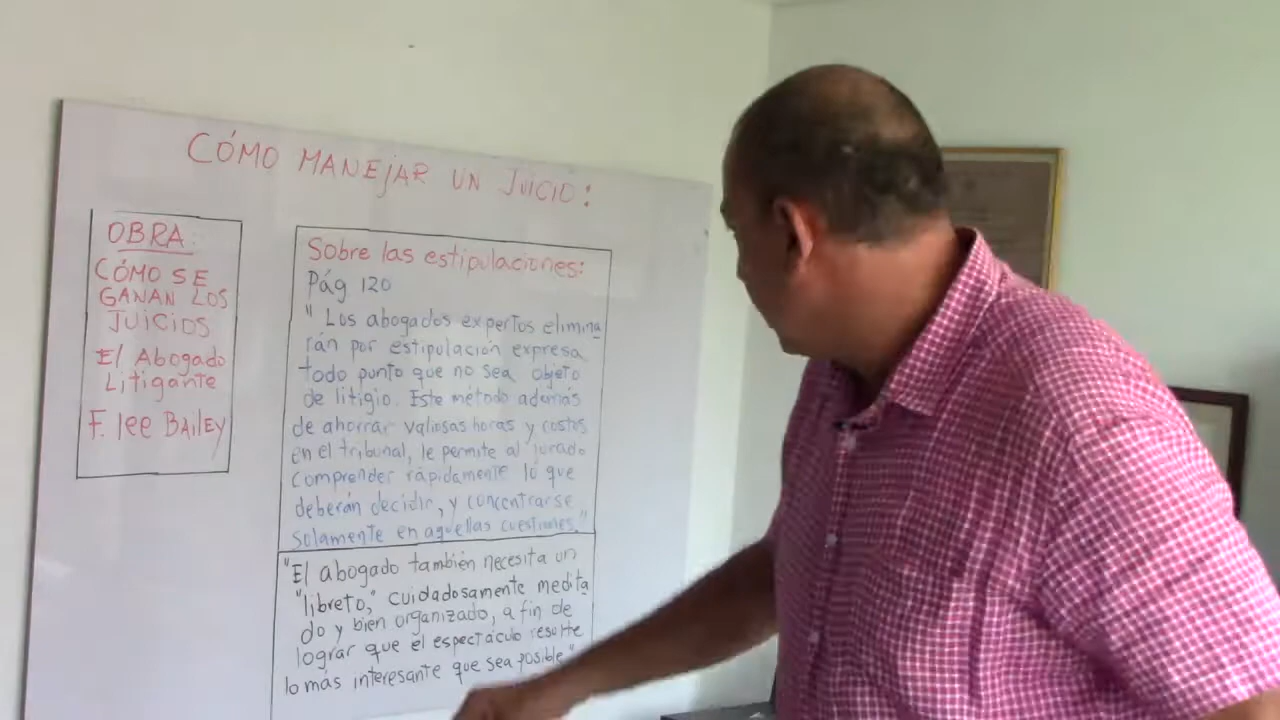 CÓMO MANEJAR UN JUICIO:
OBRA:
CÓMO SE
GANAN LOS
JUICIOS
El Abogado
Litigante
F. lee BAILEY
Sobre las estipulaciones:
Pág 120
" Los abogados expertos elimina
rán por estipulación expresa
todo punto que no sea objeto
de litigio. Este método además
de ahorrar valiosas horas y costos
en el tribunal, le permite al jurado
comprender rápidamente lo que
deberán decidir, y concentrarse
solamente en aquellas cuestiones."
"El abogado también necesita un
"libreto," cuidadosamente medita
do y bien organizado, a fin de
lograr que el espectáculo resulte
lo más interesante que sea posible."